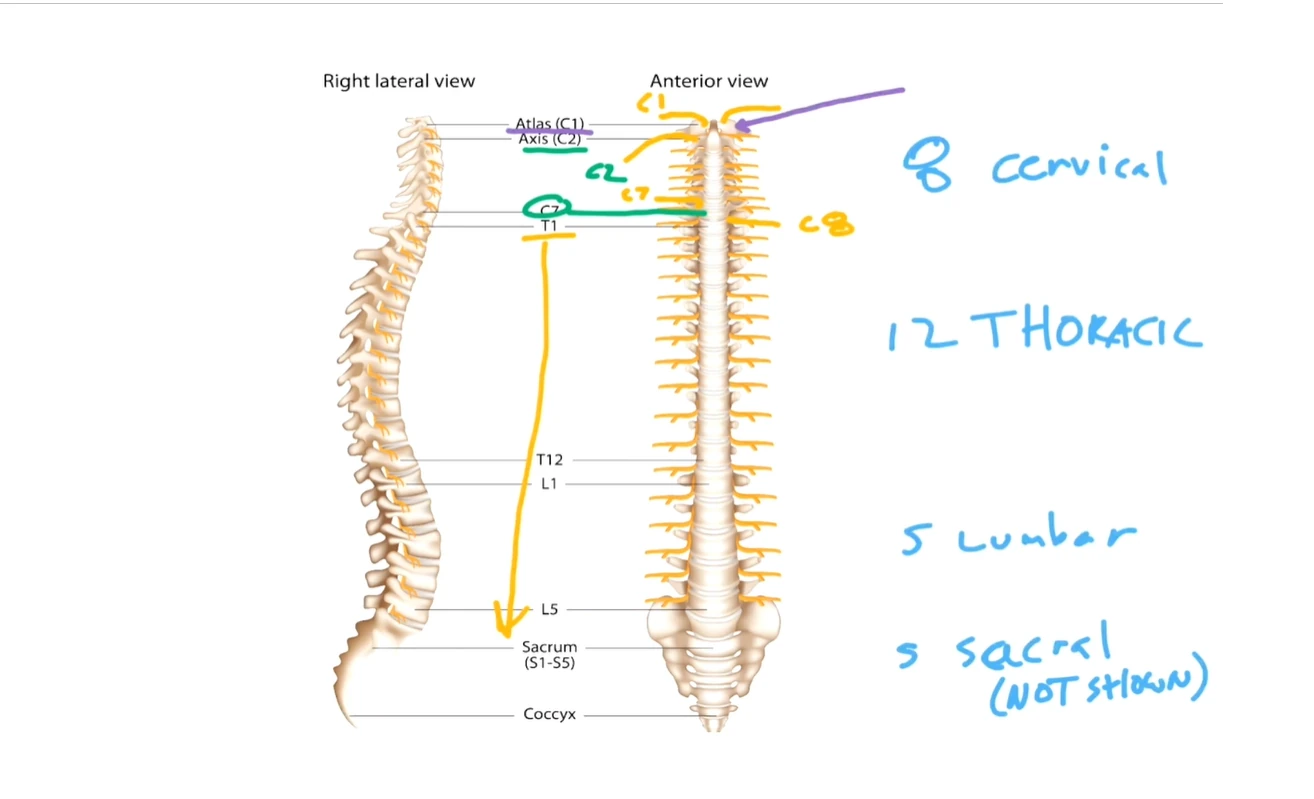 Right lateral view
Anterior view
C1
Atlas (C1)
Axis (C2)
8 cervical
C2
C7
C7
T1
C8
12 THORACIC
T12
L1
5 Lumbar
L5
Sacrum
(S1-S5)
5 sacral
(NOT SHOWN)
Coccyx